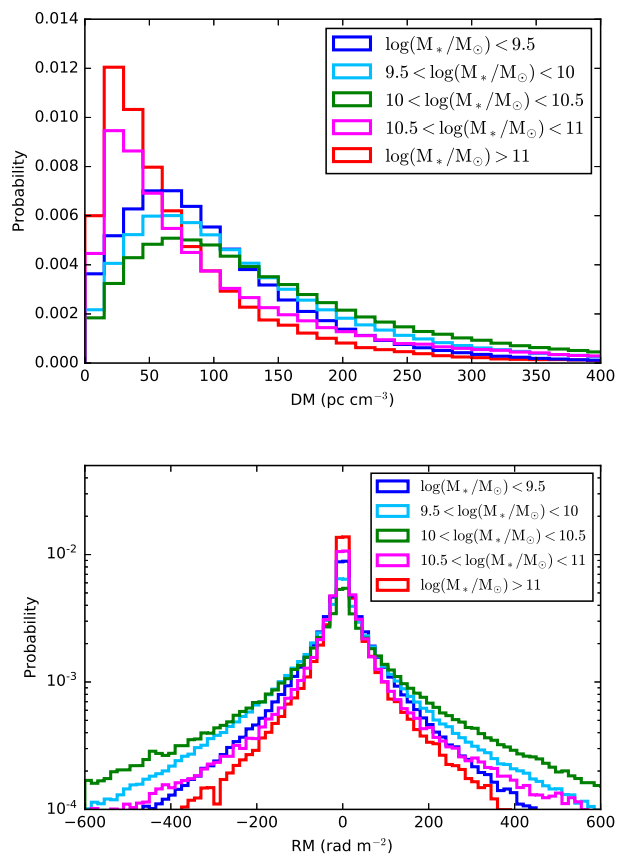 0.014
0.012
0.010
0.008
0.006
0.004
0.002
0.000
Probability
log(M∗/M⊙) < 9.5
9.5 < log(M∗/M⊙) < 10
10 < log(M∗/M⊙) < 10.5
10.5 < log(M∗/M⊙) < 11
log(M∗/M⊙) > 11
0 50 100 150 200 250 300 350 400
DM (pc cm⁻³)
10⁻²
10⁻³
10⁻⁴
Probability
log(M∗/M⊙) < 9.5
9.5 < log(M∗/M⊙) < 10
10 < log(M∗/M⊙) < 10.5
10.5 < log(M∗/M⊙) < 11
log(M∗/M⊙) > 11
−600 −400 −200 0 200 400 600
RM (rad m⁻²)